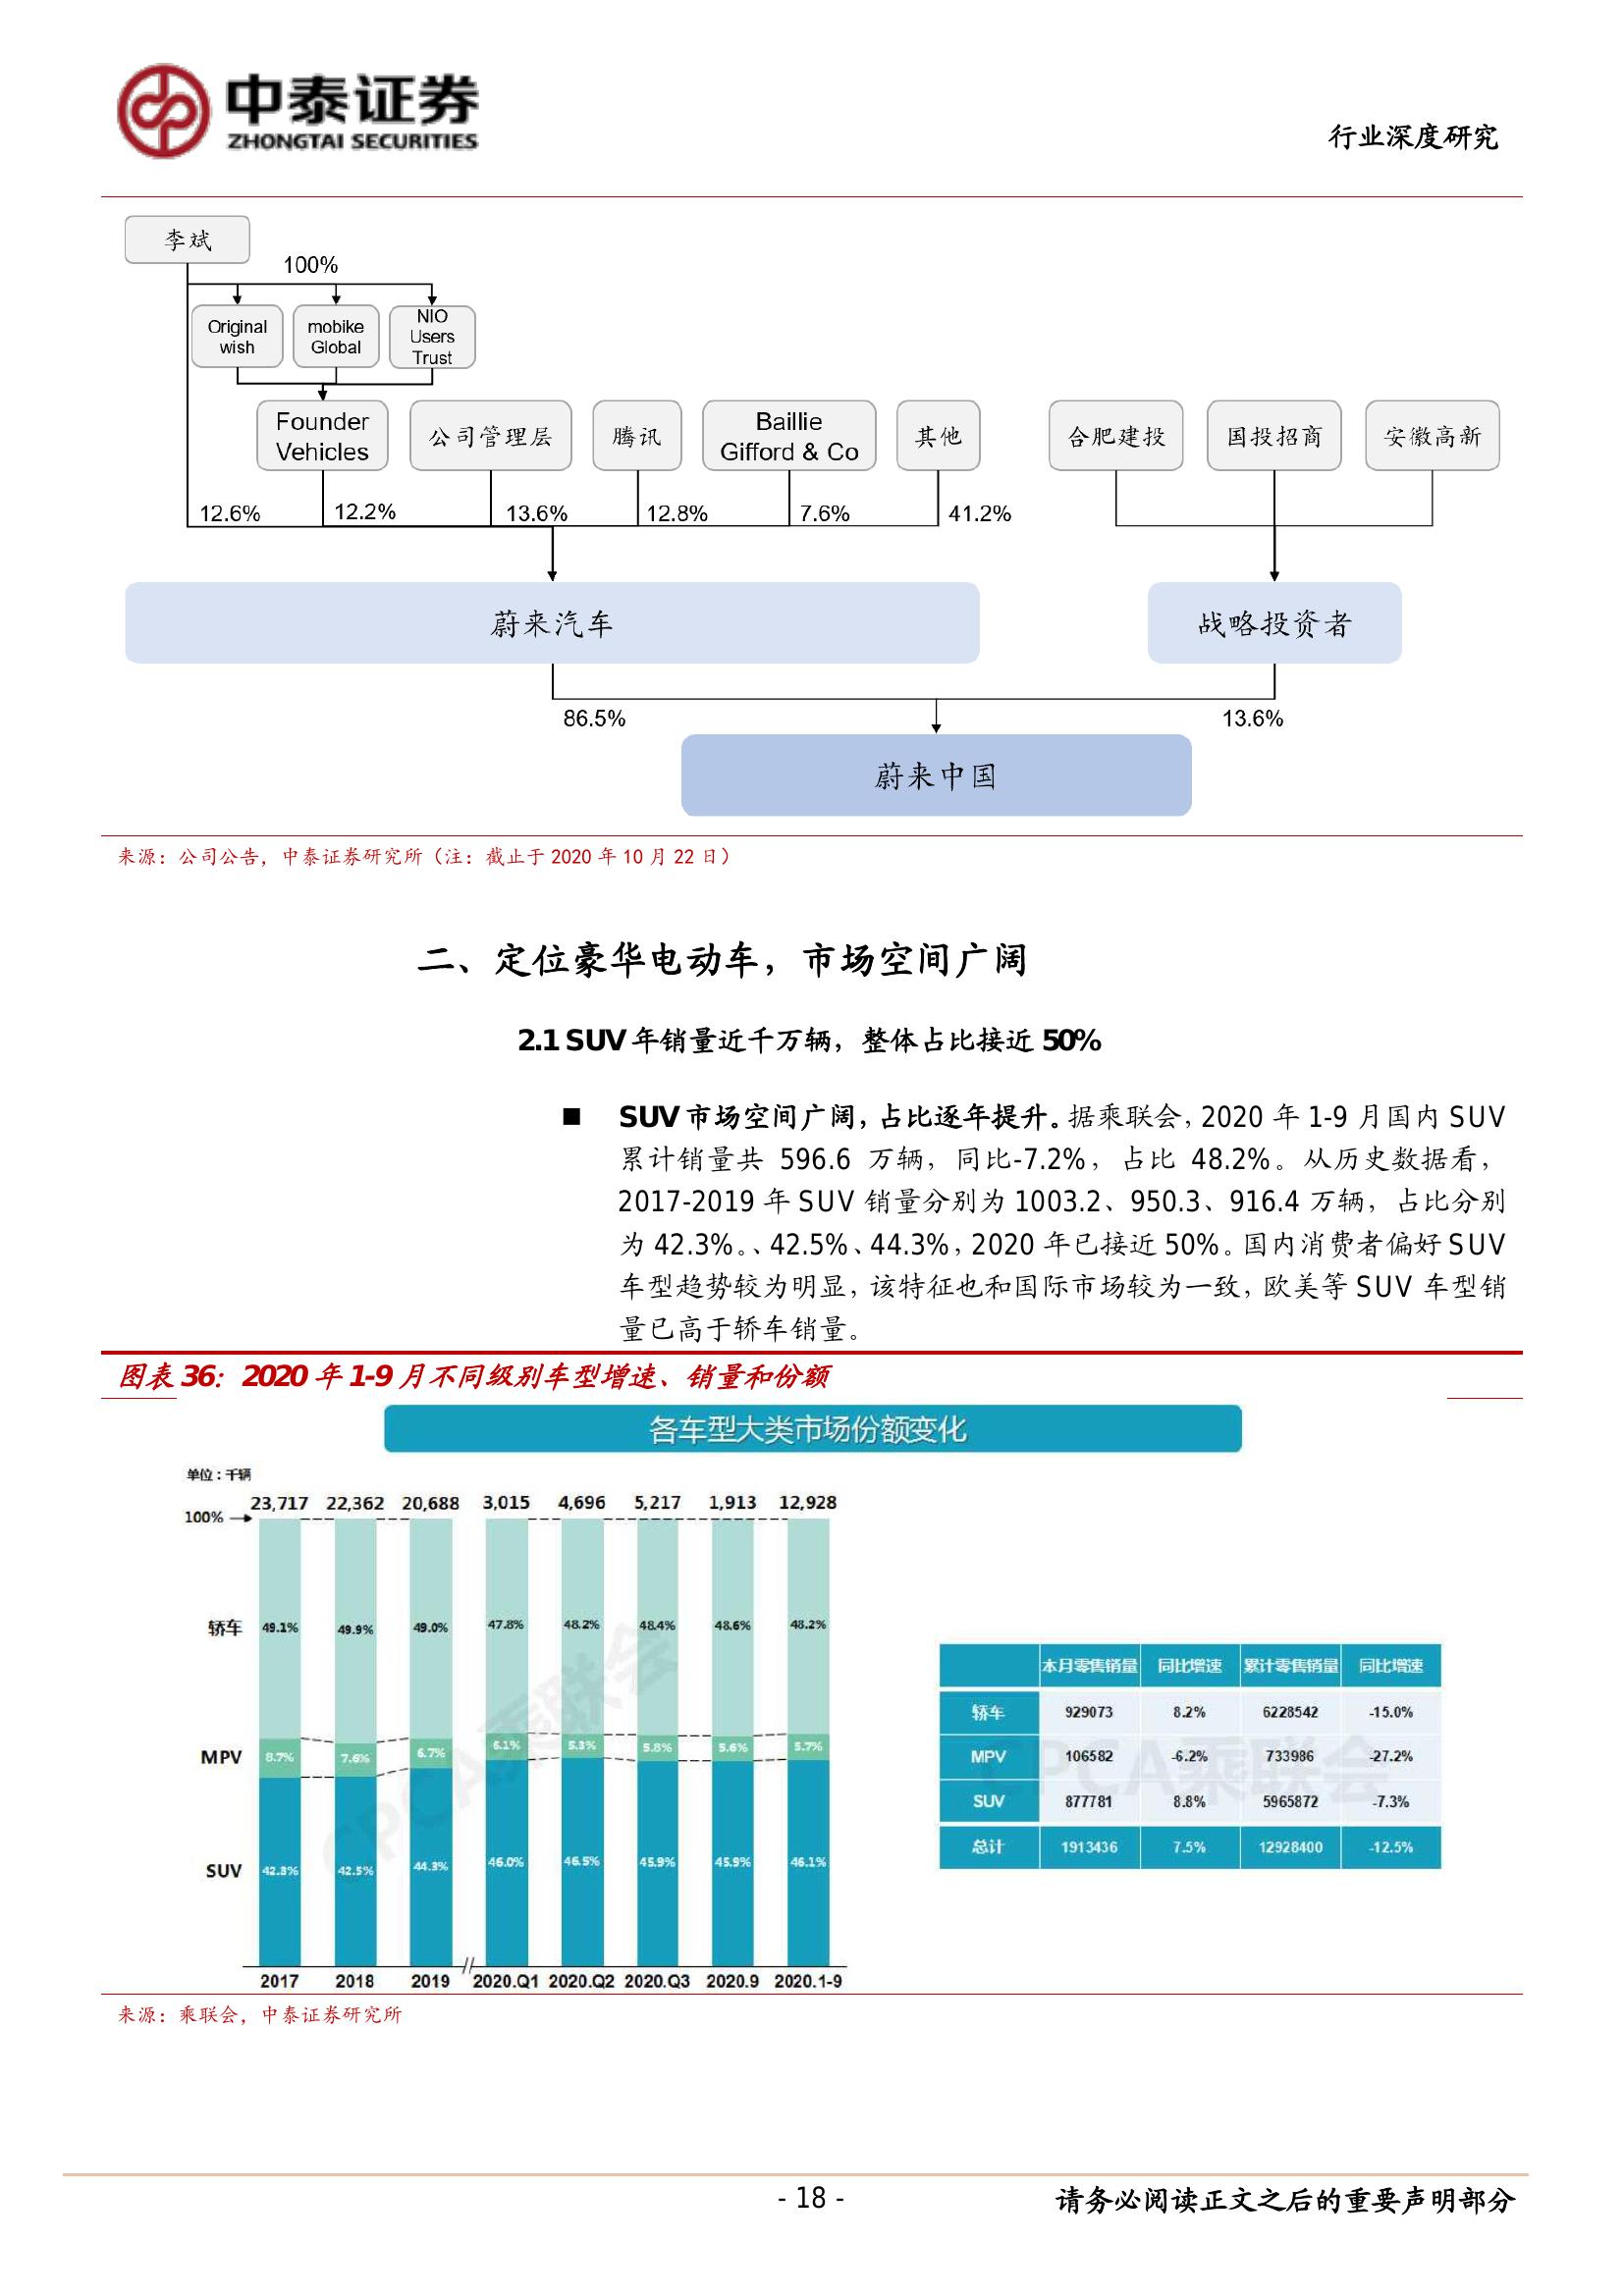 中泰证券
ZHONGTAI SECURITIES
行业深度研究
李斌
100%
Original
wish
mobike
Global
NIO
Users
Trust
Founder
Vehicles
公司管理层
腾讯
Baillie
Gifford & Co
其他
合肥建投
国投招商
安徽高新
12.6%
12.2%
13.6%
12.8%
7.6%
41.2%
蔚来汽车
战略投资者
86.5%
13.6%
蔚来中国
来源：公司公告，中泰证券研究所（注：截止于 2020 年 10 月 22 日）
二、定位豪华电动车，市场空间广阔
2.1 SUV 年销量近千万辆，整体占比接近 50%
■ SUV 市场空间广阔，占比逐年提升。据乘联会，2020 年 1-9 月国内 SUV
累计销量共 596.6 万辆，同比-7.2%，占比 48.2%。从历史数据看，
2017-2019 年 SUV 销量分别为 1003.2、950.3、916.4 万辆，占比分别
为 42.3%。、42.5%、44.3%，2020 年已接近 50%。国内消费者偏好 SUV
车型趋势较为明显，该特征也和国际市场较为一致，欧美等 SUV 车型销
量已高于轿车销量。
图表 36：2020 年 1-9 月不同级别车型增速、销量和份额
各车型大类市场份额变化
单位：千辆
23,717 22,362 20,688 3,015 4,696 5,217 1,913 12,928
100%
轿车 49.1% 49.9% 49.0% 47.8% 48.2% 48.4% 48.6% 48.2%
MPV 8.7% 7.6% 6.7% 6.1% 5.3% 5.8% 5.6% 5.7%
SUV 42.3% 42.5% 44.3% 46.0% 46.5% 45.9% 45.9% 46.1%
2017 2018 2019 2020.Q1 2020.Q2 2020.Q3 2020.9 2020.1-9
CPCA乘联会
本月零售销量 同比增速 累计零售销量 同比增速
轿车 929073 8.2% 6228542 -15.0%
MPV 106582 -6.2% 733986 -27.2%
SUV 877781 8.8% 5965872 -7.3%
总计 1913436 7.5% 12928400 -12.5%
CPCA乘联会
来源：乘联会，中泰证券研究所
- 18 -
请务必阅读正文之后的重要声明部分